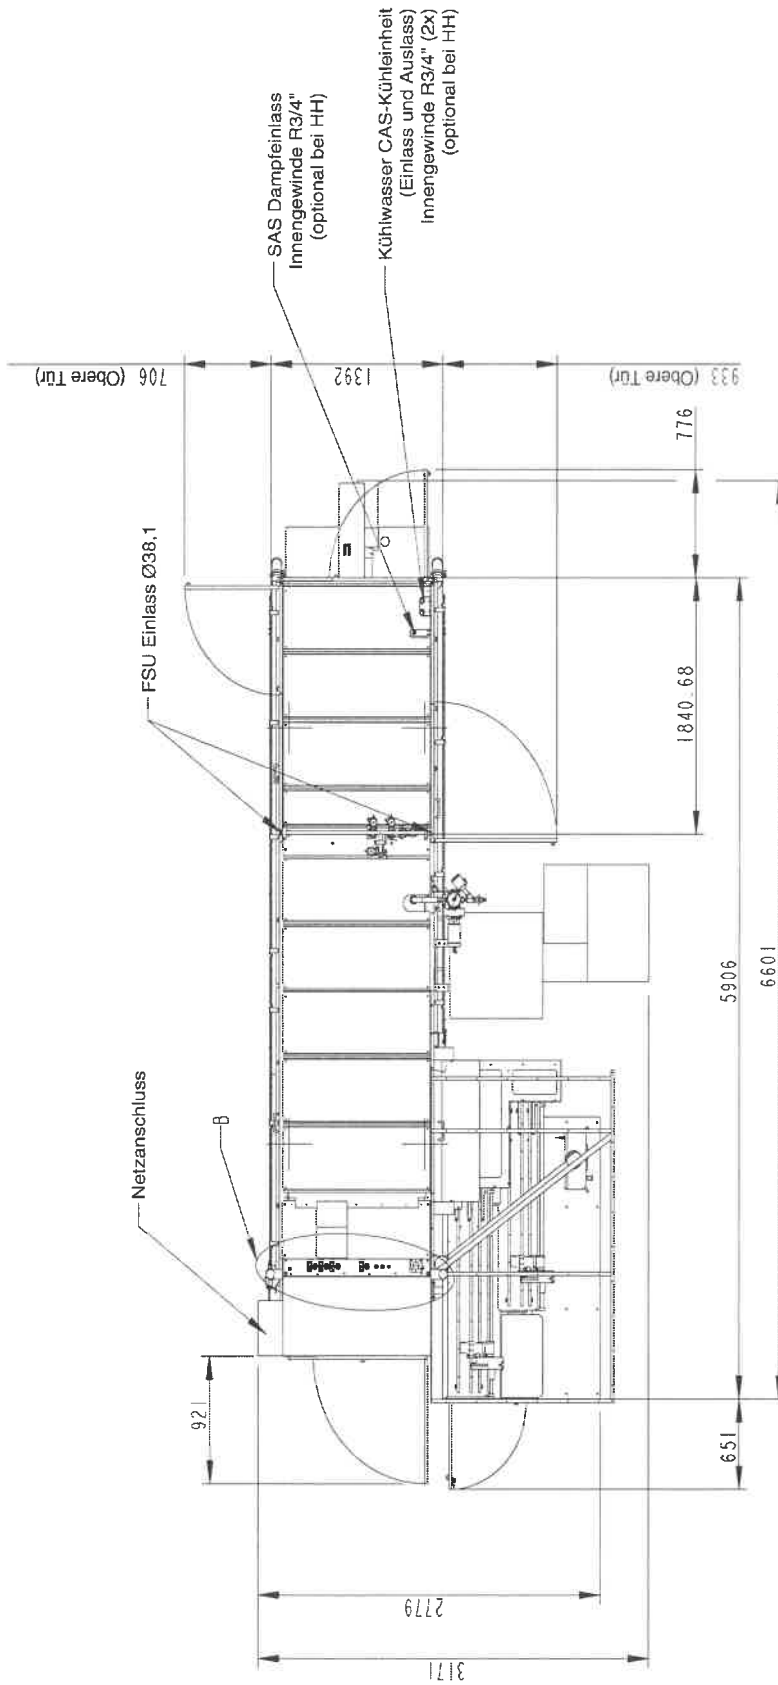 SAS Dampfeinlass
Innengewinde R3/4"
(optional bei HH)
Kühlwasser CAS-Kühleinheit
(Einlass und Auslass)
Innengewinde R3/4" (2x)
(optional bei HH)
706 (Obere Tür)
1392
933 (Obere Tür)
776
FSU Einlass Ø38,1
1840.68
5906
6601
Netzanschluss
B
921
651
2779
3171